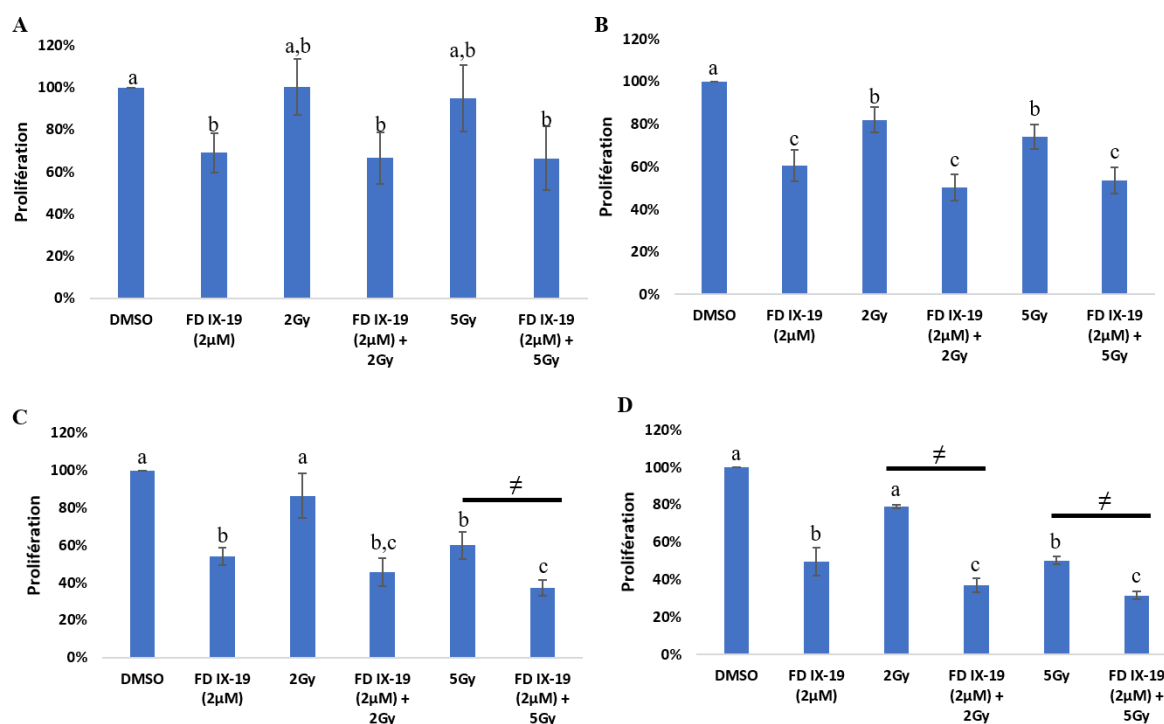 A
Prolifération
120%
100%
80%
60%
40%
20%
0%
a
b
a,b
b
a,b
b
DMSO
FD IX-19
(2µM)
2Gy
FD IX-19
(2µM) +
2Gy
5Gy
FD IX-19
(2µM) +
5Gy
B
Prolifération
120%
100%
80%
60%
40%
20%
0%
a
c
b
c
b
c
DMSO
FD IX-19
(2µM)
2Gy
FD IX-19
(2µM) +
2Gy
5Gy
FD IX-19
(2µM) +
5Gy
C
Prolifération
120%
100%
80%
60%
40%
20%
0%
a
b
a
b,c
b
≠
c
DMSO
FD IX-19
(2µM)
2Gy
FD IX-19
(2µM) +
2Gy
5Gy
FD IX-19
(2µM) +
5Gy
D
Prolifération
120%
100%
80%
60%
40%
20%
0%
a
b
a
≠
c
b
≠
c
DMSO
FD IX-19
(2µM)
2Gy
FD IX-19
(2µM) +
2Gy
5Gy
FD IX-19
(2µM) +
5Gy